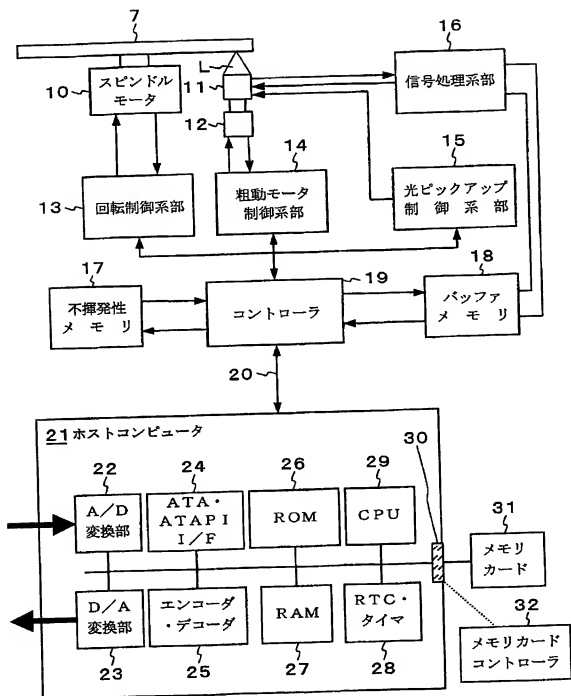 7
L
16
スピンドル
モータ
10
11
信号処理系部
12
14
15
13
回転制御系部
粗動モータ
制御系部
光ピックアップ
制御系部
17
19
18
不揮発性
メモリ
コントローラ
バッファ
メモリ
20
21 ホストコンピュータ
30
22
24
26
29
31
A/D
変換部
ATA・
ATAPI
I/F
ROM
CPU
メモリ
カード
D/A
変換部
エンコーダ
・デコーダ
RAM
RTC・
タイマ
32
23
25
27
28
メモリカード
コントローラ